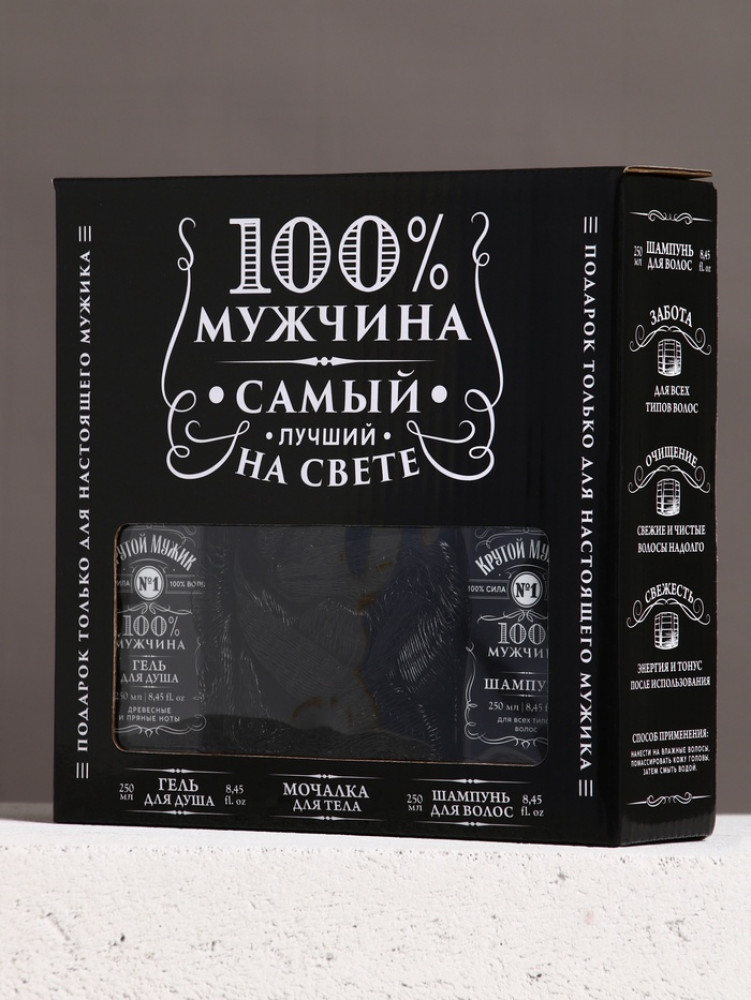 100%
МУЖЧИНА
• САМЫЙ •
• ЛУЧШИЙ •
НА СВЕТЕ
ПОДАРОК ТОЛЬКО ДЛЯ НАСТОЯЩЕГО МУЖИКА
ПОДАРОК ТОЛЬКО ДЛЯ НАСТОЯЩЕГО МУЖИКА
КРУТОЙ МУЖИК
№1
100%
МУЖЧИНА
ГЕЛЬ
ДЛЯ ДУША
250 мл | 8,45 fl. oz
ДРЕВЕСНЫЕ
И ПРЯНЫЕ НОТЫ
КРУТОЙ
100% СИЛА №1
100
МУЖЧИН
250 мл | 8,45
ДЛЯ ВСЕХ
ВОЛОС
250 МЛ ГЕЛЬ ДЛЯ ДУША 8,45 fl. oz
МОЧАЛКА
ДЛЯ ТЕЛА
250 МЛ ШАМПУНЬ ДЛЯ ВОЛОС 8,45 fl. oz
250 МЛ ШАМПУНЬ ДЛЯ ВОЛОС 8,45 fl. oz
ЗАБОТА
ДЛЯ ВСЕХ
ТИПОВ ВОЛОС
ОЧИЩЕНИЕ
СВЕЖИЕ И ЧИСТЫЕ
ВОЛОСЫ НАДОЛГО
СВЕЖЕСТЬ
ЭНЕРГИЯ И ТОНУС
ПОСЛЕ ИСПОЛЬЗОВАНИЯ
СПОСОБ ПРИМЕНЕНИЯ:
НАНЕСТИ НА ВЛАЖНЫЕ ВОЛОСЫ,
ПОМАССИРОВАТЬ КОЖУ ГОЛОВЫ,
ЗАТЕМ СМЫТЬ ВОДОЙ.